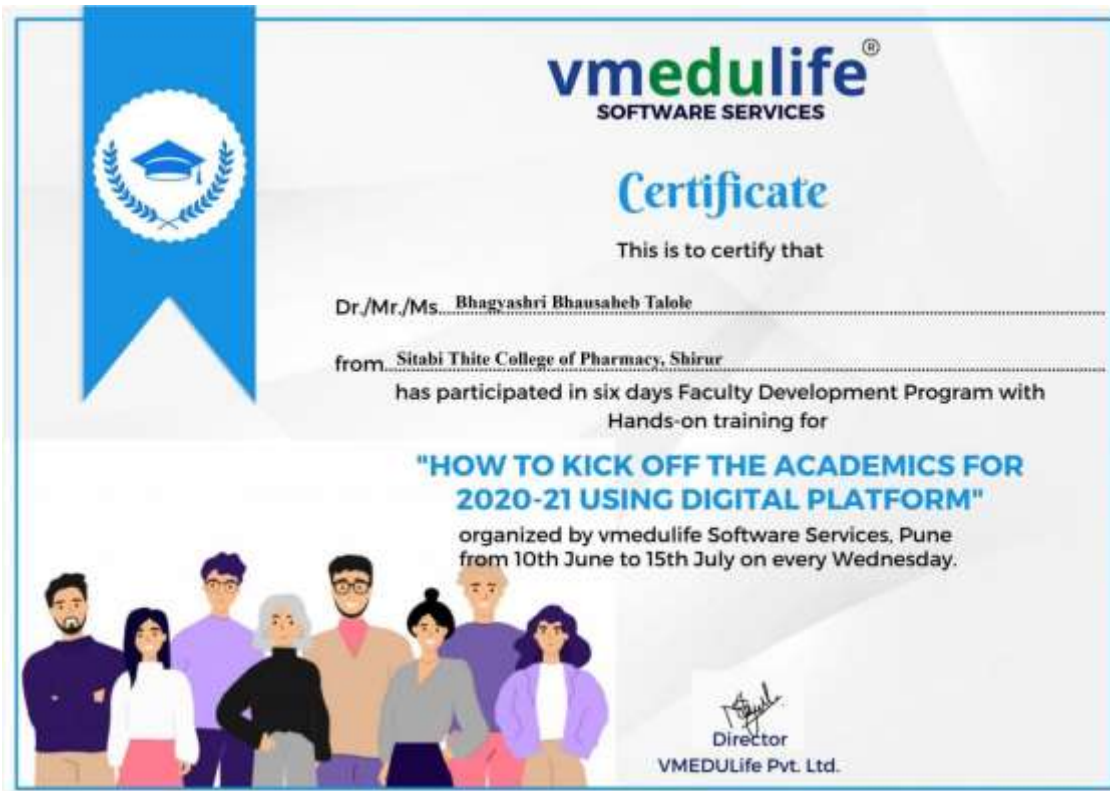 vmedulife®
SOFTWARE SERVICES
Certificate
This is to certify that
Dr./Mr./Ms. Bhagyashri Bhausaheb Talole
from Sitabi Thite College of Pharmacy, Shirur
has participated in six days Faculty Development Program with
Hands-on training for
"HOW TO KICK OFF THE ACADEMICS FOR
2020-21 USING DIGITAL PLATFORM"
organized by vmedulife Software Services, Pune
from 10th June to 15th July on every Wednesday.
Director
VMEDULife Pvt. Ltd.